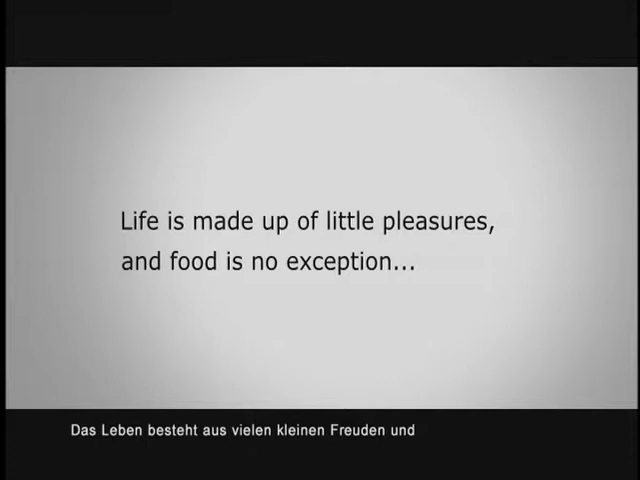 Life is made up of little pleasures,
and food is no exception...
Das Leben besteht aus vielen kleinen Freuden und